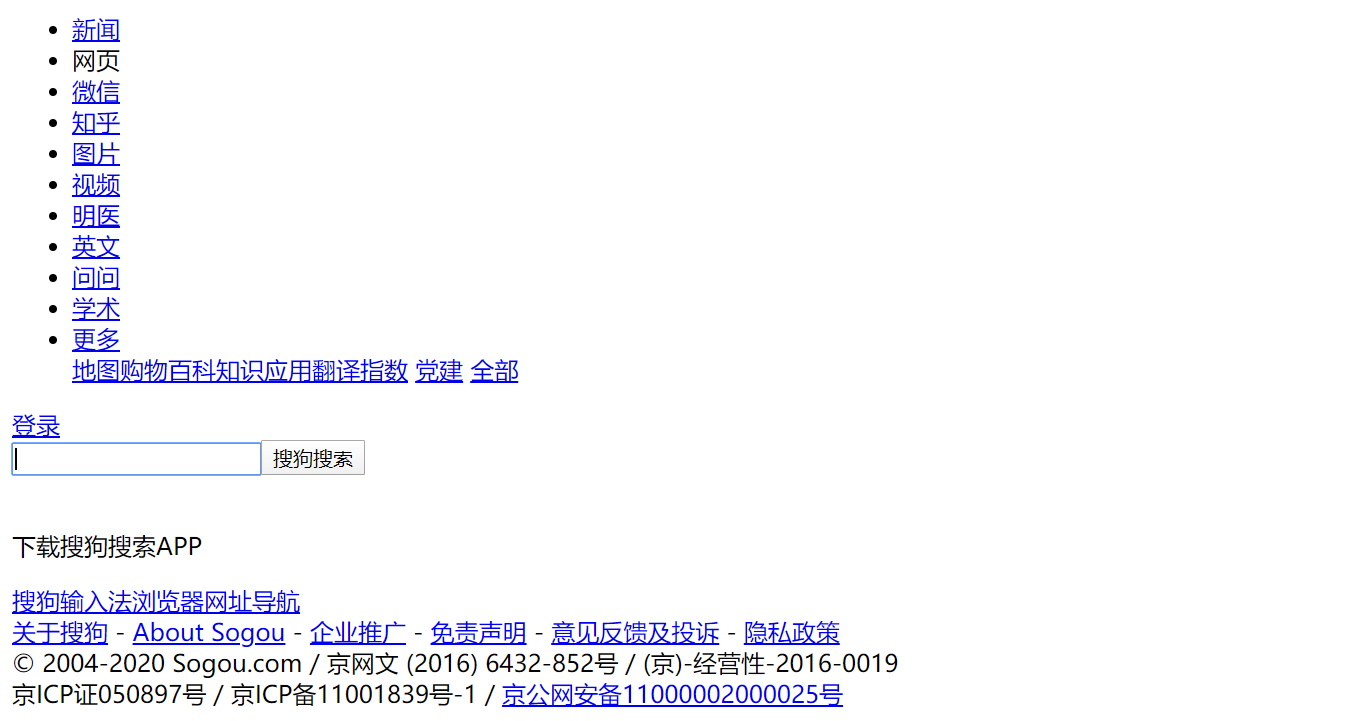 新闻
网页
微信
知乎
图片
视频
明医
英文
问问
学术
更多
地图购物百科知识应用翻译指数 党建 全部
登录
搜狗搜索
下载搜狗搜索APP
搜狗输入法浏览器网址导航
关于搜狗 - About Sogou - 企业推广 - 免责声明 - 意见反馈及投诉 - 隐私政策
© 2004-2020 Sogou.com / 京网文 (2016) 6432-852号 / (京)-经营性-2016-0019
京ICP证050897号 / 京ICP备11001839号-1 / 京公网安备11000002000025号